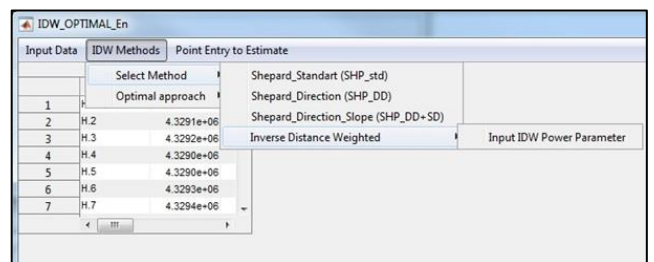 IDW_OPTIMAL_En
Input Data IDW Methods Point Entry to Estimate
Select Method Shepard_Standart (SHP_std)
Optimal approach Shepard_Direction (SHP_DD)
Shepard_Direction_Slope (SHP_DD+SD)
Inverse Distance Weighted Input IDW Power Parameter
1
2 H.2 4.3291e+06
3 H.3 4.3292e+06
4 H.4 4.3290e+06
5 H.5 4.3290e+06
6 H.6 4.3293e+06
7 H.7 4.3294e+06